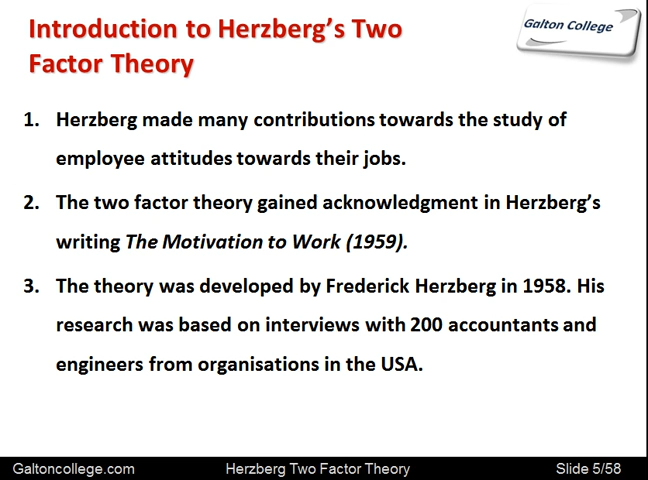 Introduction to Herzberg's Two
Factor Theory
Galton College
1. Herzberg made many contributions towards the study of
employee attitudes towards their jobs.
2. The two factor theory gained acknowledgment in Herzberg's
writing The Motivation to Work (1959).
3. The theory was developed by Frederick Herzberg in 1958. His
research was based on interviews with 200 accountants and
engineers from organisations in the USA.
Galtoncollege.com
Herzberg Two Factor Theory
Slide 5/58